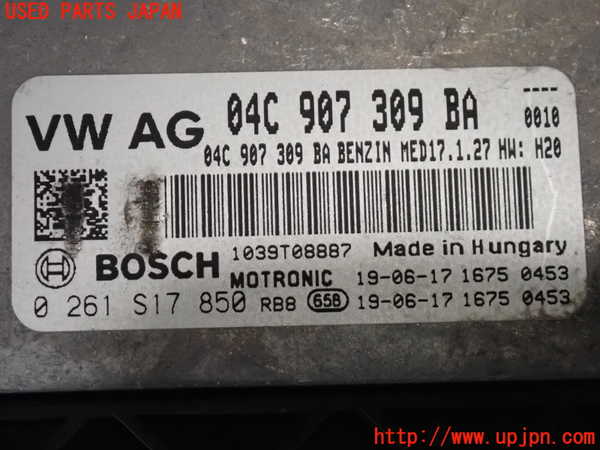 USED PARTS JAPAN
VW AG 04C 907 309 BA ----
0010
04C 907 309 BA BENZIN MED17.1.27 HW: H20
1039T08887 Made in Hungary
BOSCH MOTRONIC 19-06-17 1675 0453
0 261 S17 850 RB8 65B 19-06-17 1675 0453
https://www.upjpn.com/